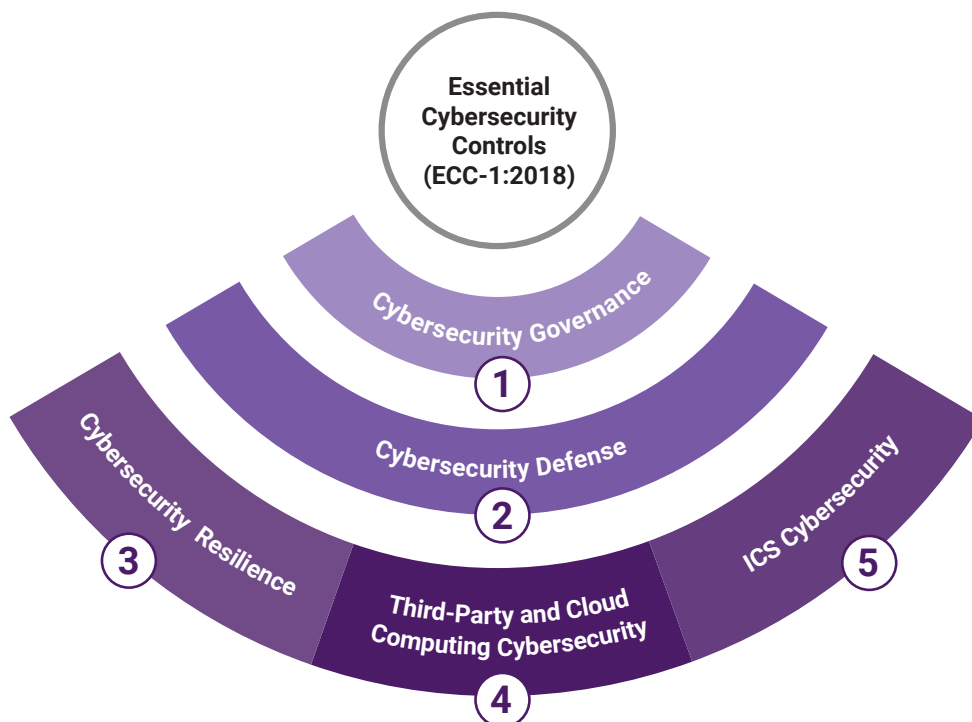 Essential
Cybersecurity
Controls
(ECC-1:2018)
Cybersecurity Governance
1
Cybersecurity Defense
2
Cybersecurity Resilience
3
Third-Party and Cloud
Computing Cybersecurity
4
ICS Cybersecurity
5